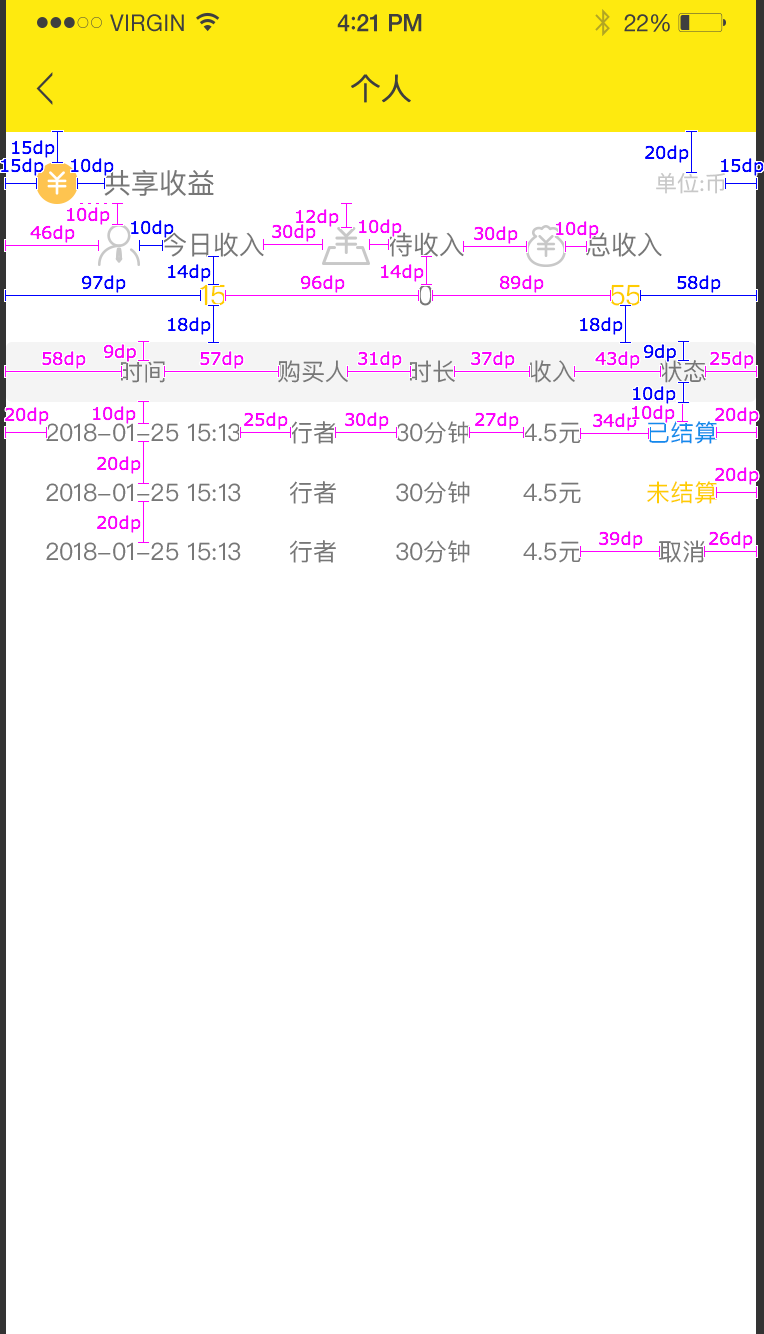 VIRGIN 4:21 PM 22%
个人
15dp 20dp
15dp 10dp 15dp
共享收益 单位:币
10dp 12dp
46dp 10dp 30dp 10dp 30dp 10dp
今日收入 待收入 总收入
14dp 14dp
97dp 96dp 89dp 58dp
15 0 55
18dp 18dp
9dp 9dp
58dp 57dp 31dp 37dp 43dp 25dp
时间 购买人 时长 收入 状态
10dp
20dp 10dp 25dp 30dp 27dp 34dp 10dp 20dp
2018-01-25 15:13 行者 30分钟 4.5元 已结算
20dp 20dp
2018-01-25 15:13 行者 30分钟 4.5元 未结算
20dp
39dp 26dp
2018-01-25 15:13 行者 30分钟 4.5元 取消